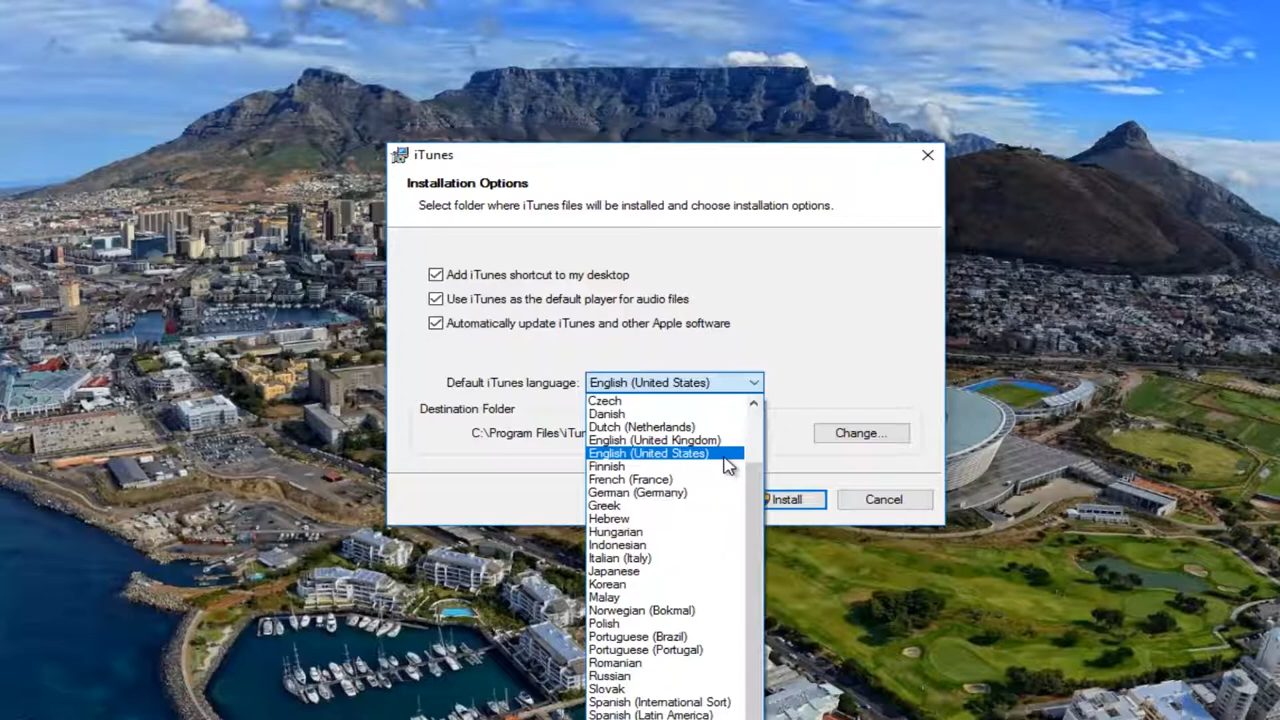 iTunes
Installation Options
Select folder where iTunes files will be installed and choose installation options.
Add iTunes shortcut to my desktop
Use iTunes as the default player for audio files
Automatically update iTunes and other Apple software
Default iTunes language: English (United States)
Destination Folder
C:\Program Files\iTun
Change...
Install
Cancel
Czech
Danish
Dutch (Netherlands)
English (United Kingdom)
English (United States)
Finnish
French (France)
German (Germany)
Greek
Hebrew
Hungarian
Indonesian
Italian (Italy)
Japanese
Korean
Malay
Norwegian (Bokmal)
Polish
Portuguese (Brazil)
Portuguese (Portugal)
Romanian
Russian
Slovak
Spanish (International Sort)
Spanish (Latin America)